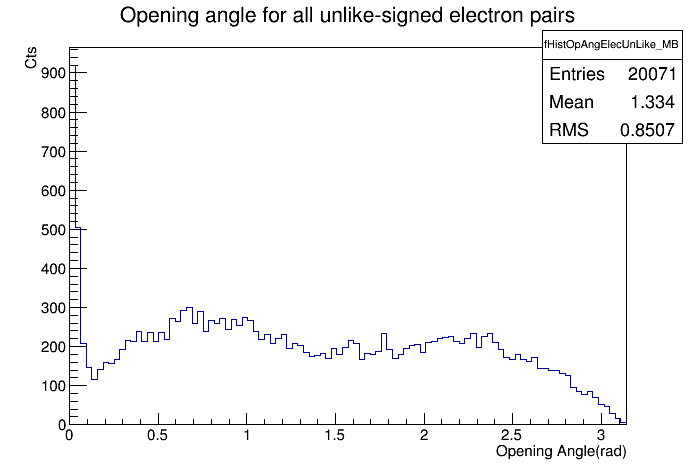 Opening angle for all unlike-signed electron pairs
fHistOpAngElecUnLike_MB
Entries 20071
Mean 1.334
RMS 0.8507
Cts
900
800
700
600
500
400
300
200
100
0
0 0.5 1 1.5 2 2.5 3
Opening Angle(rad)